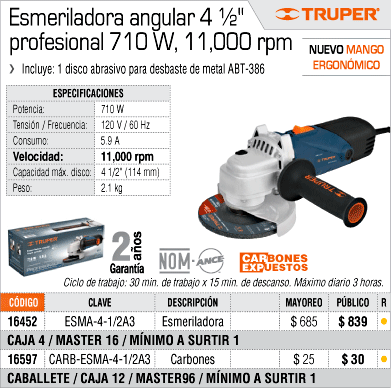 Esmeriladora angular 4 ½"
profesional 710 W, 11,000 rpm
TRUPER
NUEVO MANGO
ERGONÓMICO
Incluye: 1 disco abrasivo para desbaste de metal ABT-386
ESPECIFICACIONES
Potencia: 710 W
Tensión / Frecuencia: 120 V / 60 Hz
Consumo: 5.9 A
Velocidad: 11,000 rpm
Capacidad máx. disco: 4 1/2" (114 mm)
Peso: 2.1 kg
TRUPER
TRUPER
2 años
Garantía
NOM-ANCE
CARBONES
EXPUESTOS
Ciclo de trabajo: 30 min. de trabajo x 15 min. de descanso. Máximo diario 3 horas.
CÓDIGO CLAVE DESCRIPCIÓN MAYOREO PÚBLICO R
16452 ESMA-4-1/2A3 Esmeriladora $ 685 $ 839
CAJA 4 / MASTER 16 / MÍNIMO A SURTIR 1
16597 CARB-ESMA-4-1/2A3 Carbones $ 25 $ 30
CABALLETE / CAJA 12 / MASTER96 / MÍNIMO A SURTIR 1